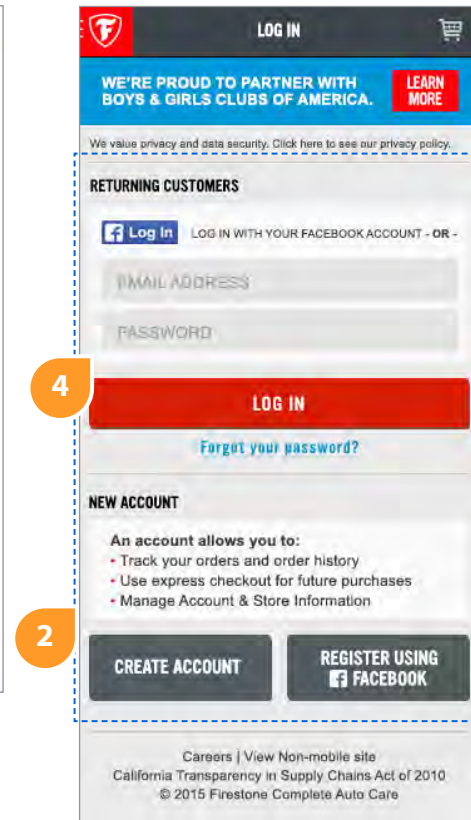 LOG IN
WE'RE PROUD TO PARTNER WITH
BOYS & GIRLS CLUBS OF AMERICA.
LEARN
MORE
We value privacy and data security. Click here to see our privacy policy.
RETURNING CUSTOMERS
f Log In LOG IN WITH YOUR FACEBOOK ACCOUNT - OR -
EMAIL ADDRESS
PASSWORD
4
LOG IN
Forgot your password?
NEW ACCOUNT
An account allows you to:
• Track your orders and order history
• Use express checkout for future purchases
• Manage Account & Store Information
2
CREATE ACCOUNT
REGISTER USING
f FACEBOOK
Careers | View Non-mobile site
California Transparency in Supply Chains Act of 2010
© 2015 Firestone Complete Auto Care